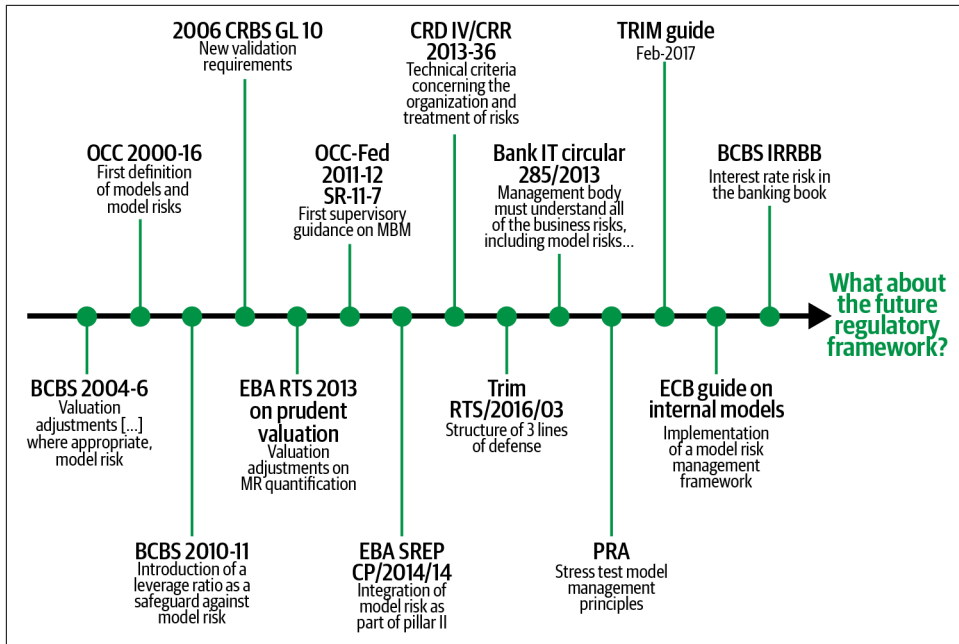 2006 CRBS GL 10
New validation
requirements
CRD IV/CRR
2013-36
Technical criteria
concerning the
organization and
treatment of risks
TRIM guide
Feb-2017
OCC 2000-16
First definition
of models and
model risks
OCC-Fed
2011-12
SR-11-7
First supervisory
guidance on MBM
Bank IT circular
285/2013
Management body
must understand all
of the business risks,
including model risks...
BCBS IRRBB
Interest rate risk in
the banking book
What about
the future
regulatory
framework?
BCBS 2004-6
Valuation
adjustments [...]
where appropriate,
model risk
EBA RTS 2013
on prudent
valuation
Valuation
adjustments on
MR quantification
Trim
RTS/2016/03
Structure of 3 lines
of defense
ECB guide on
internal models
Implementation
of a model risk
management
framework
BCBS 2010-11
Introduction of a
leverage ratio as a
safeguard against
model risk
EBA SREP
CP/2014/14
Integration of
model risk as
part of pillar II
PRA
Stress test model
management
principles